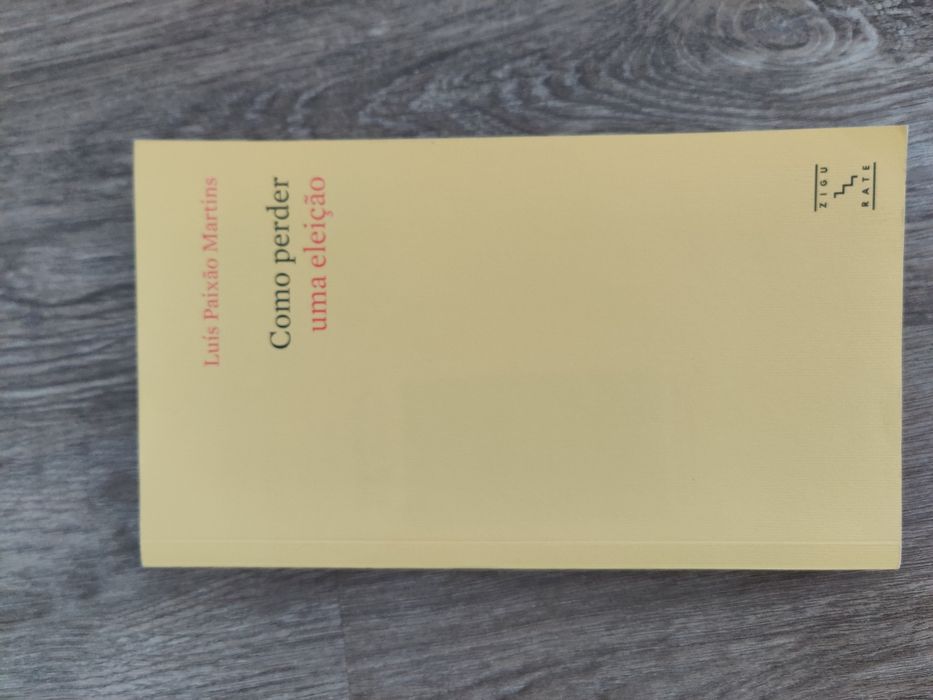 Luís Paixão Martins
Como perder
uma eleição
ZIGU
RATE